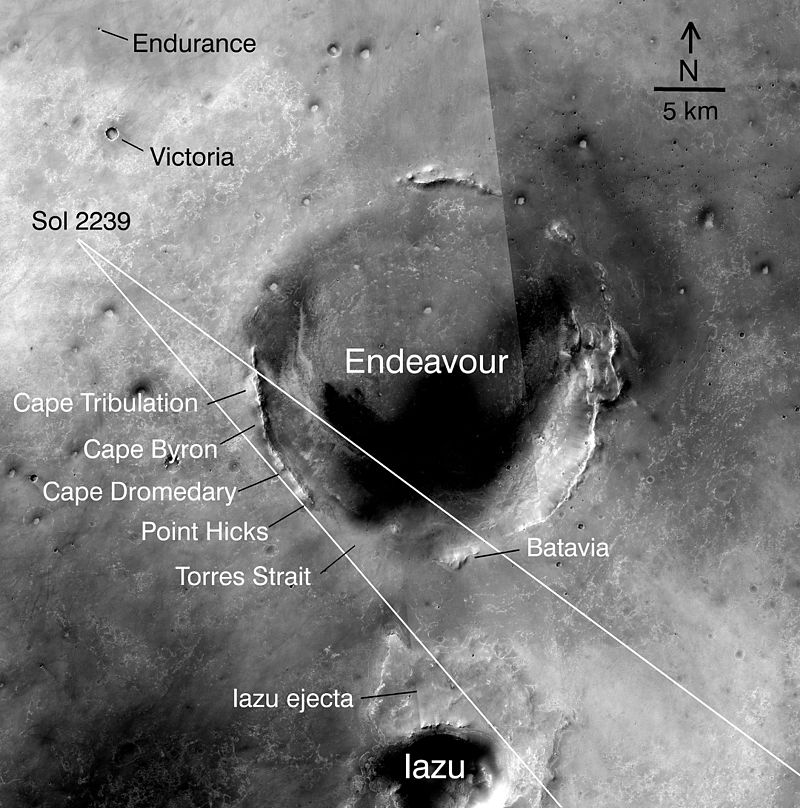 Endurance
N
5 km
Victoria
Sol 2239
Endeavour
Cape Tribulation
Cape Byron
Cape Dromedary
Point Hicks
Batavia
Torres Strait
Iazu ejecta
Iazu